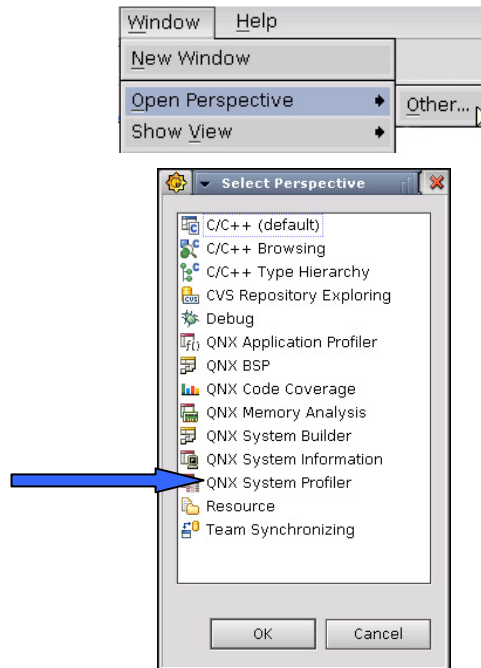 Window Help
New Window
Open Perspective Other...
Show View
Select Perspective
C/C++ (default)
C/C++ Browsing
C/C++ Type Hierarchy
CVS Repository Exploring
Debug
QNX Application Profiler
QNX BSP
QNX Code Coverage
QNX Memory Analysis
QNX System Builder
QNX System Information
QNX System Profiler
Resource
Team Synchronizing
OK Cancel